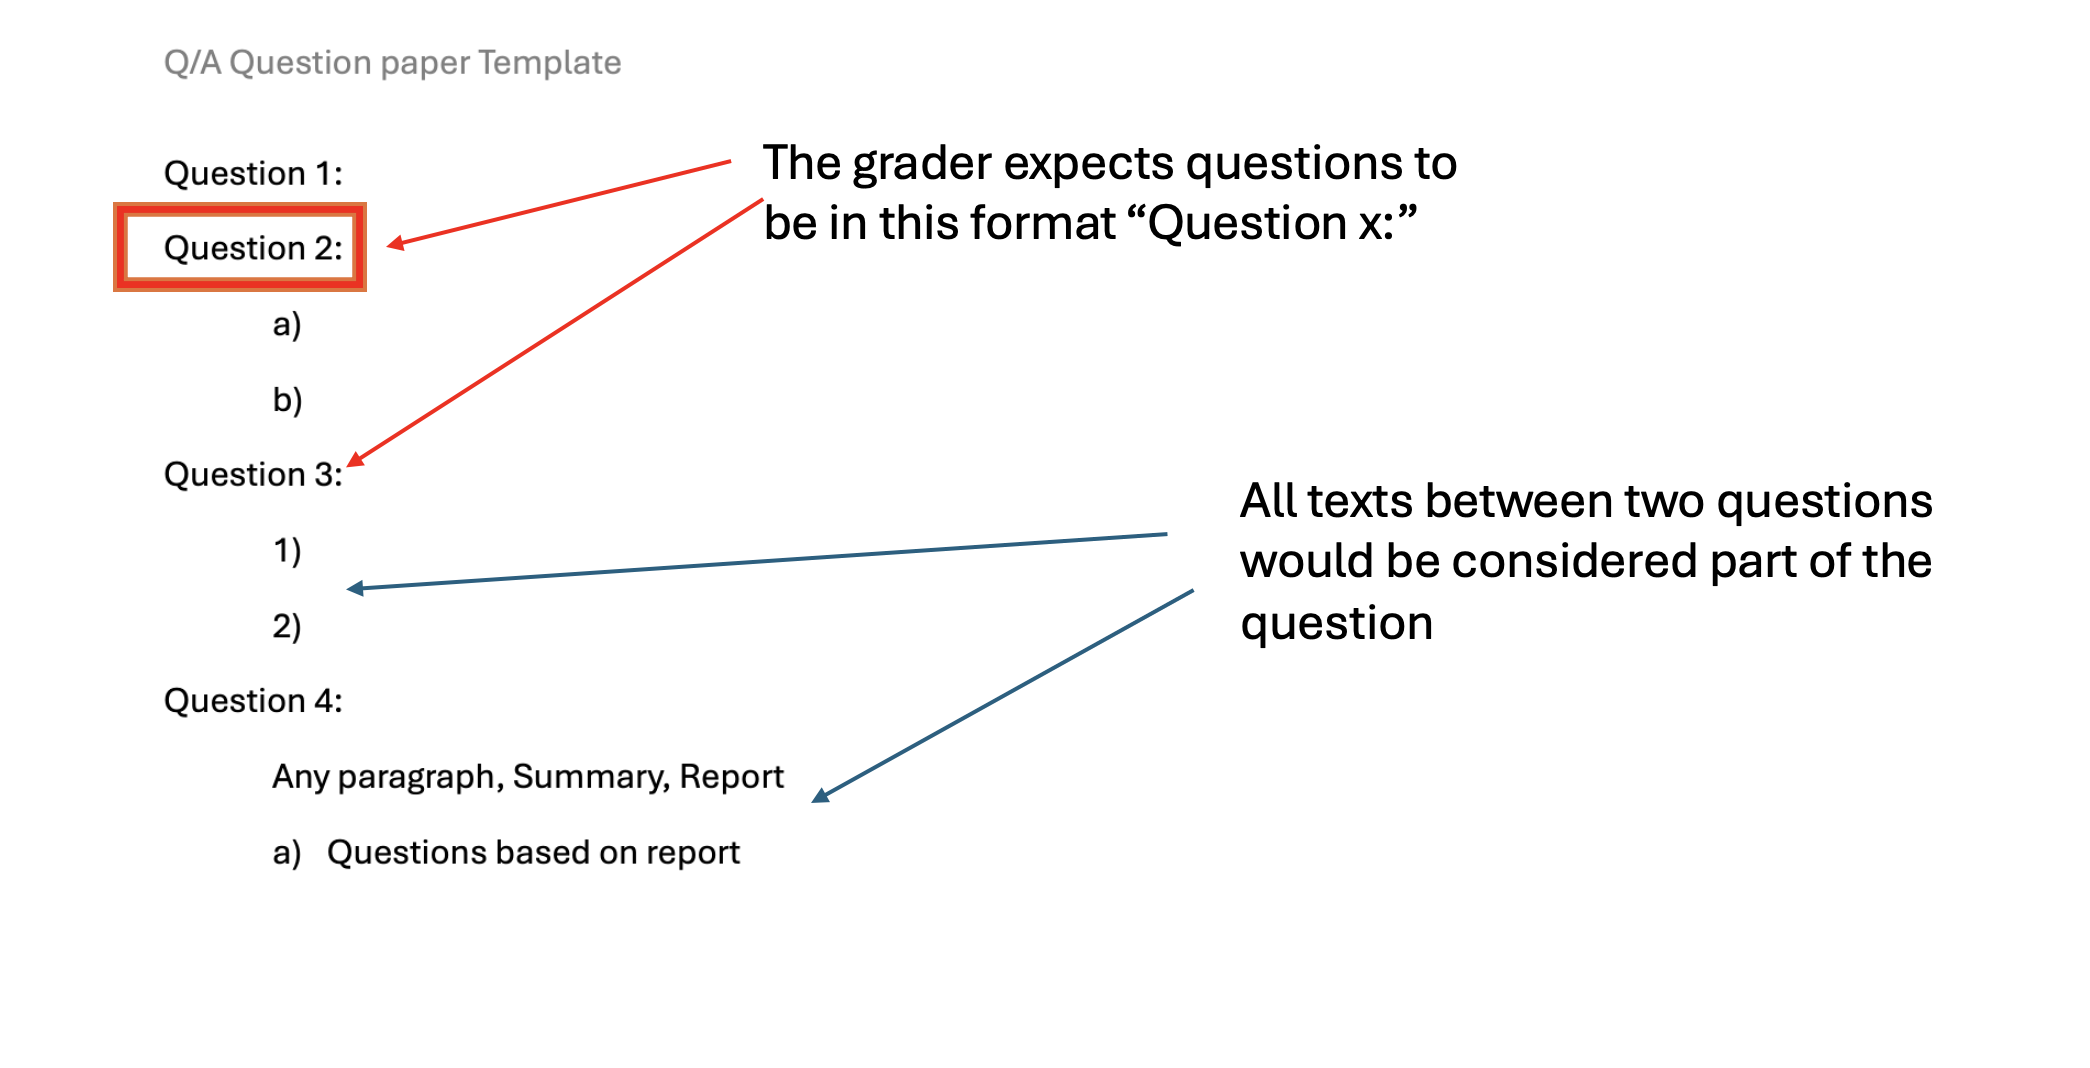 Q/A Question paper Template
Question 1:
The grader expects questions to
be in this format “Question x:”
Question 2:
a)
b)
Question 3:
All texts between two questions
would be considered part of the
question
1)
2)
Question 4:
Any paragraph, Summary, Report
a) Questions based on report